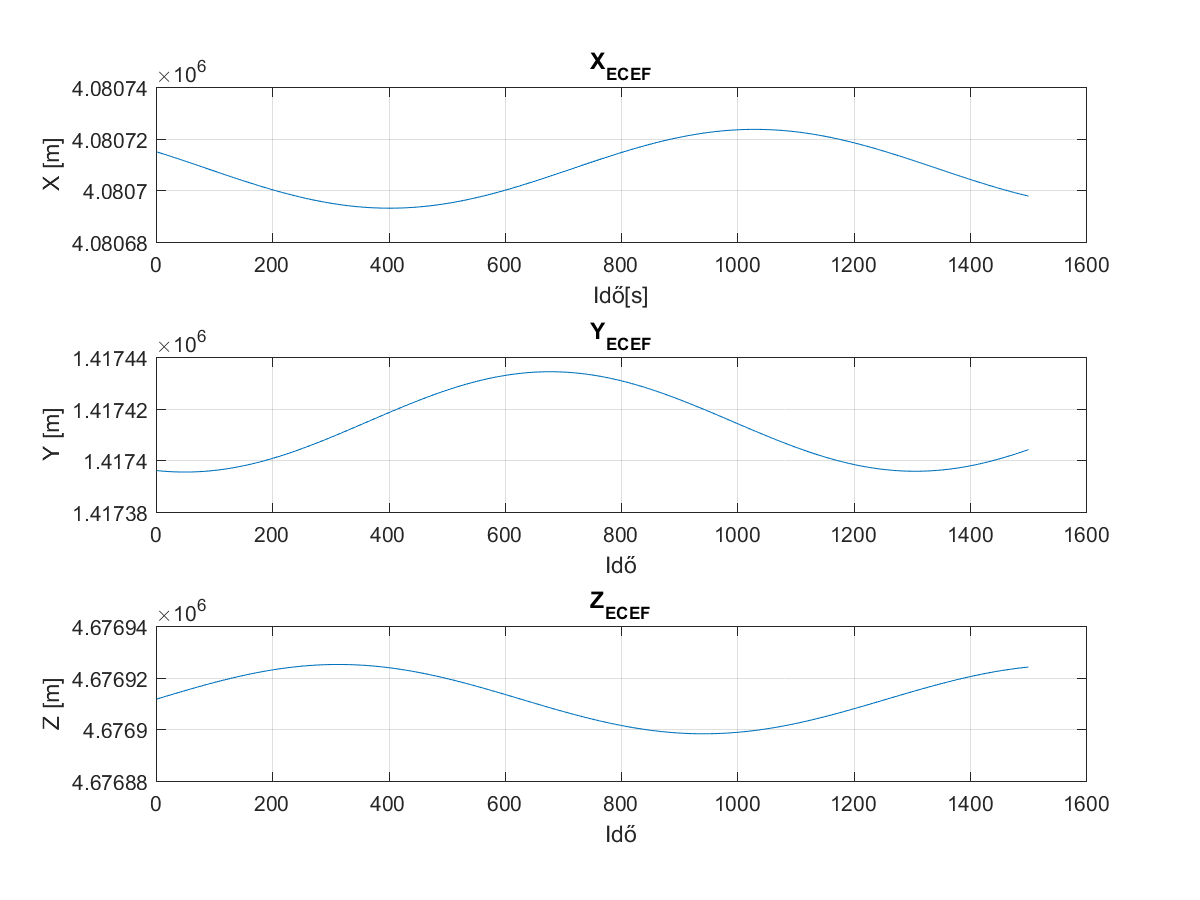 X_ECEF
×10^6
4.08074
4.08072
4.0807
4.08068
X [m]
0 200 400 600 800 1000 1200 1400 1600
Idő[s]
Y_ECEF
×10^6
1.41744
1.41742
1.4174
1.41738
Y [m]
0 200 400 600 800 1000 1200 1400 1600
Idő
Z_ECEF
×10^6
4.67694
4.67692
4.6769
4.67688
Z [m]
0 200 400 600 800 1000 1200 1400 1600
Idő